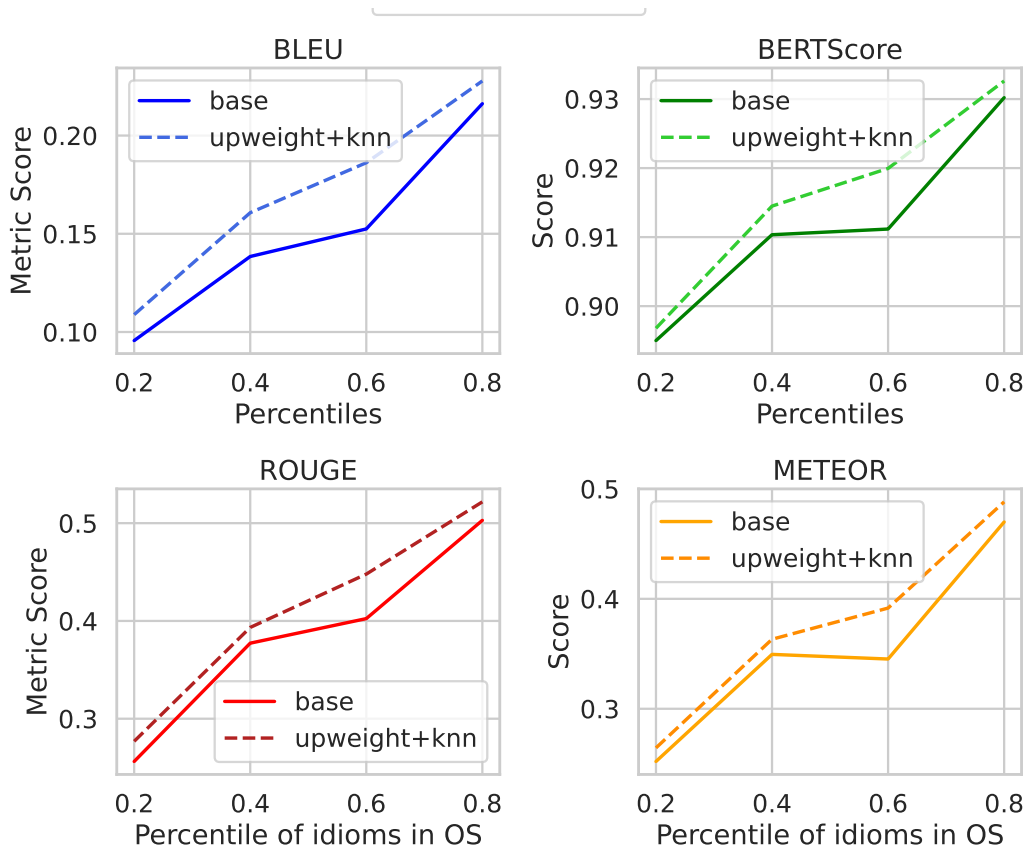 BLEU
Metric Score
0.20
0.15
0.10
base
upweight+knn
0.2 0.4 0.6 0.8
Percentiles
BERTScore
Score
0.93
0.92
0.91
0.90
base
upweight+knn
0.2 0.4 0.6 0.8
Percentiles
ROUGE
Metric Score
0.5
0.4
0.3
base
upweight+knn
0.2 0.4 0.6 0.8
Percentile of idioms in OS
METEOR
Score
0.5
0.4
0.3
base
upweight+knn
0.2 0.4 0.6 0.8
Percentile of idioms in OS